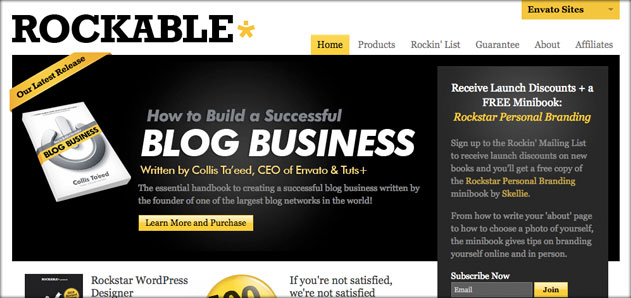 Envato Sites
ROCKABLE*
Home Products Rockin' List Guarantee About Affiliates
Our Latest Release
BLOG BUSINESS
Collis Ta'eed
How to Build a Successful
BLOG BUSINESS
Written by Collis Ta'eed, CEO of Envato & Tuts+
The essential handbook to creating a successful blog business written by
the founder of one of the largest blog networks in the world!
Learn More and Purchase
Receive Launch Discounts + a
FREE Minibook:
Rockstar Personal Branding
Sign up to the Rockin' Mailing List
to receive launch discounts on new
books and you'll get a free copy of
the Rockstar Personal Branding
minibook by Skellie.
From how to write your 'about' page
to how to choose a photo of yourself,
the minibook gives tips on branding
yourself online and in person.
Subscribe Now
Email Join
Rockstar WordPress
Designer
If you're not satisfied,
we're not satisfied